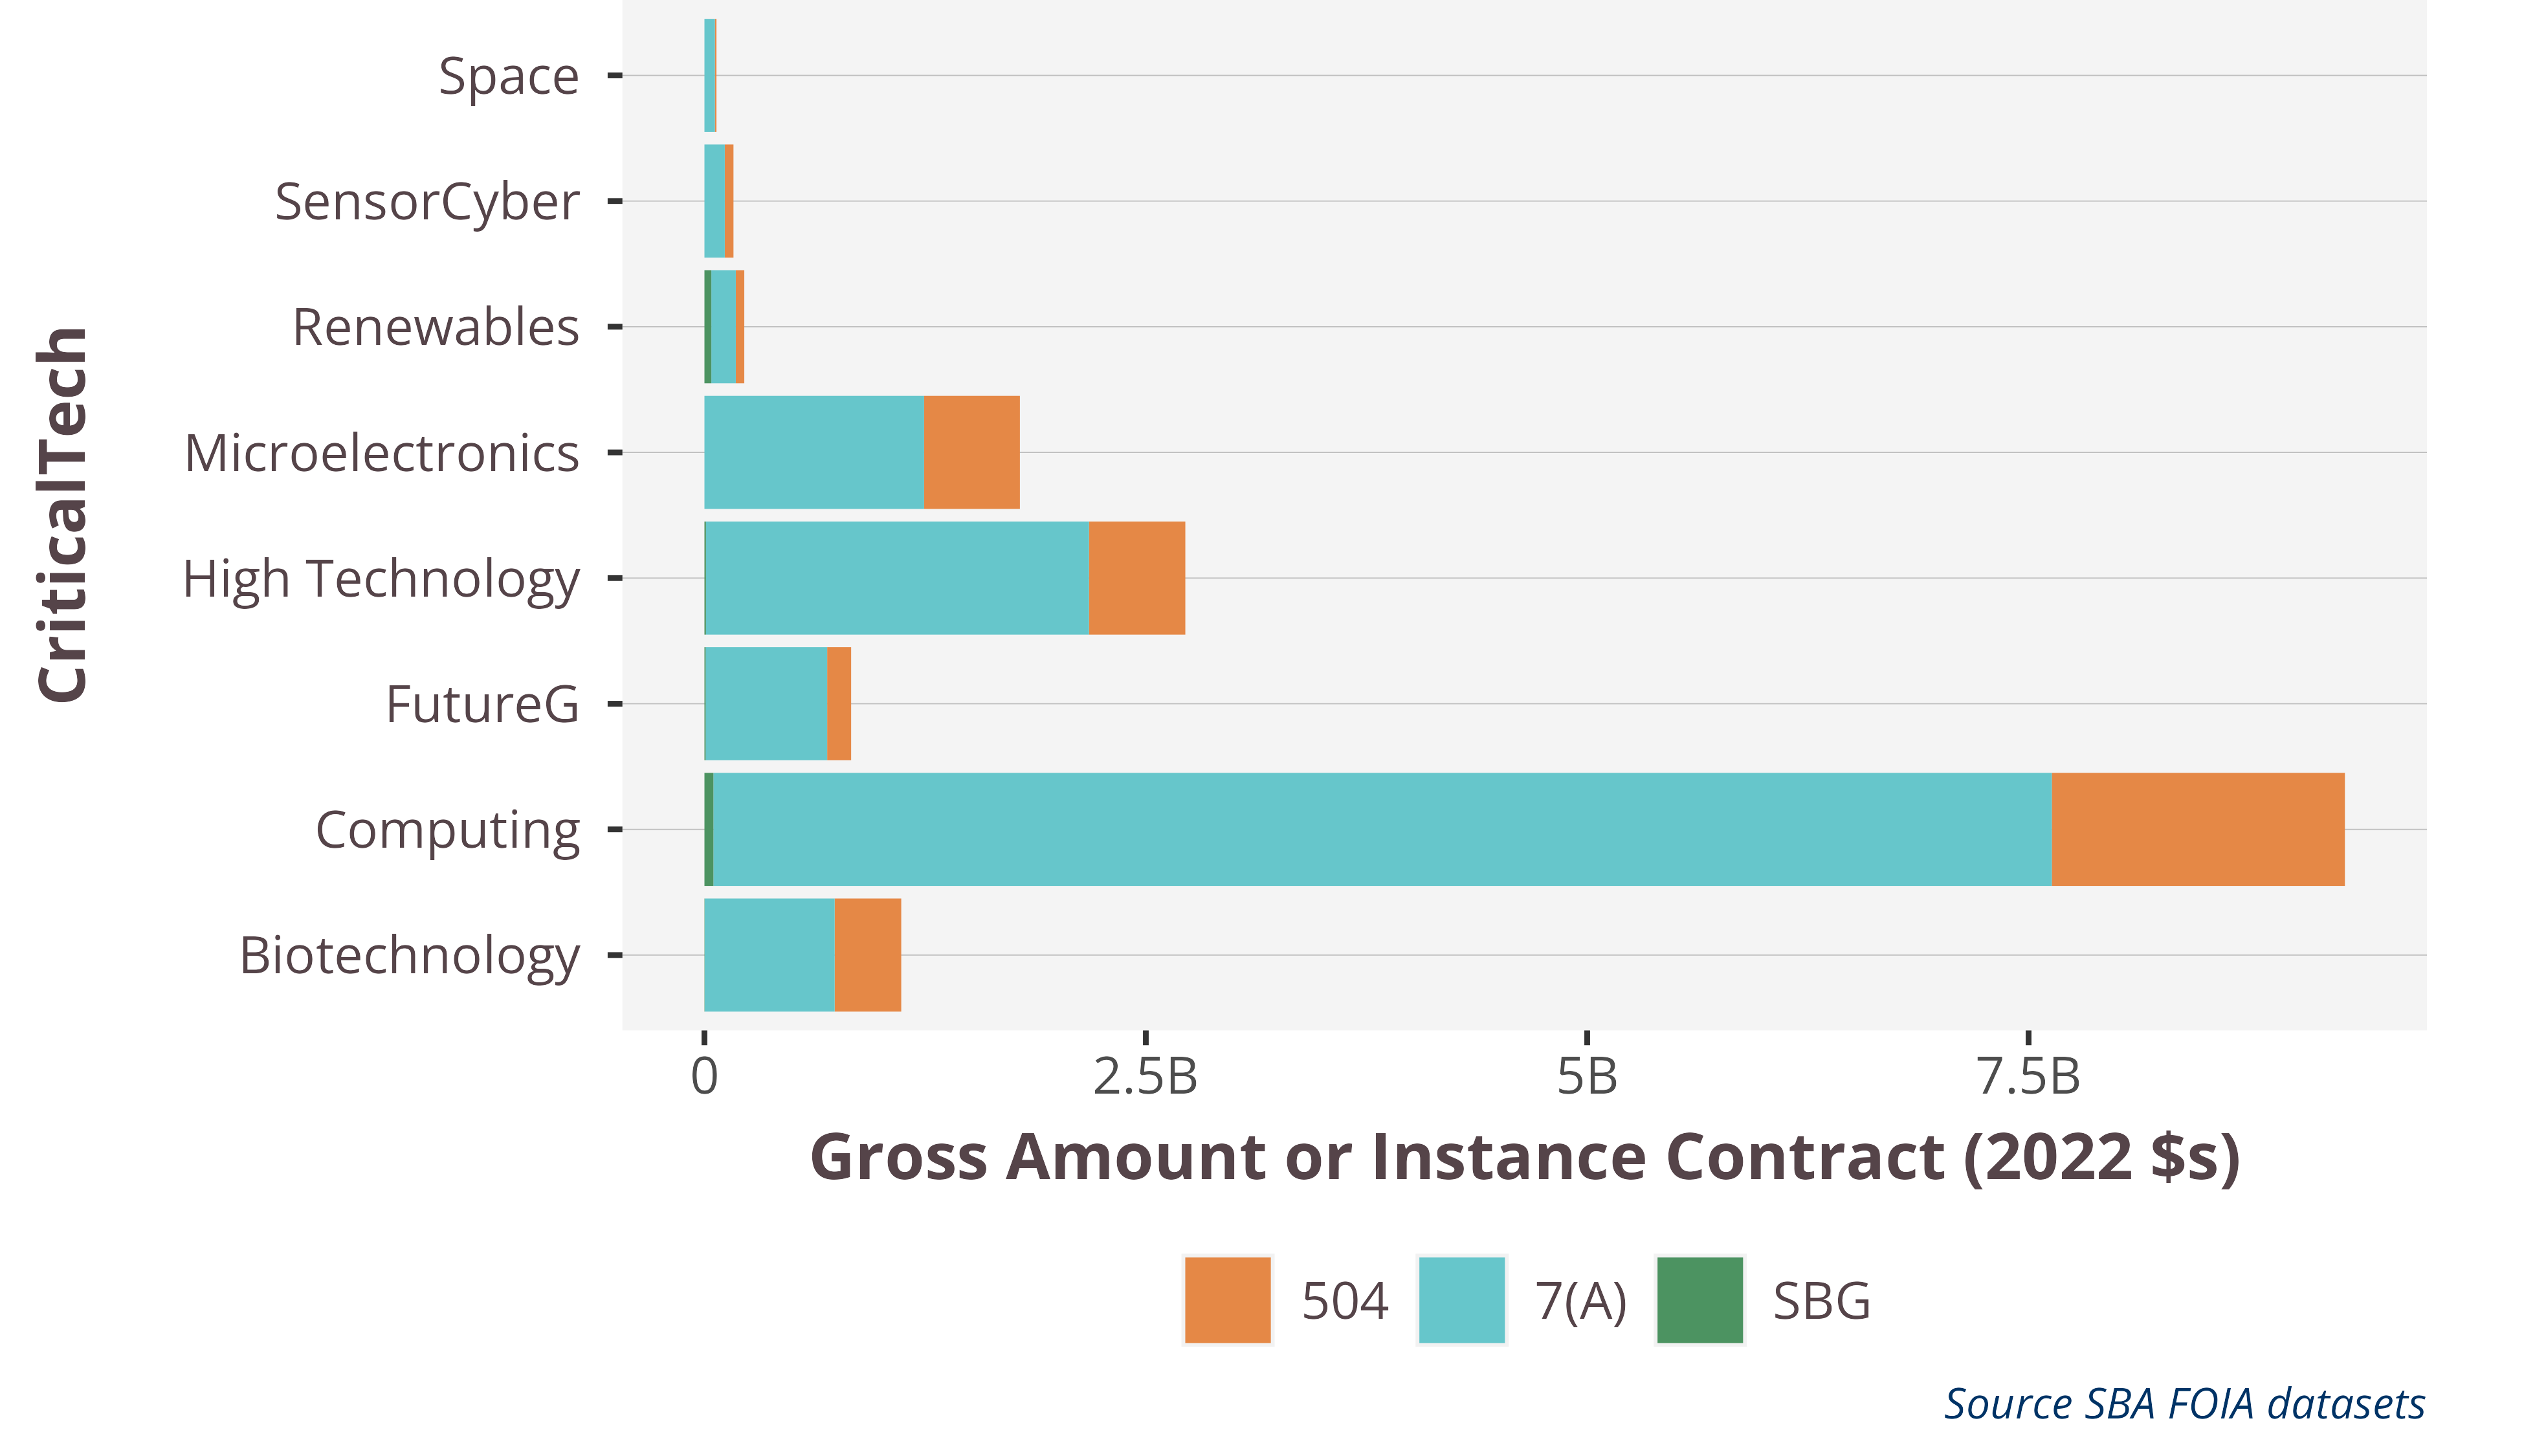 Space
SensorCyber
Renewables
Microelectronics
High Technology
FutureG
Computing
Biotechnology
CriticalTech
0
2.5B
5B
7.5B
Gross Amount or Instance Contract (2022 $s)
504
7(A)
SBG
Source SBA FOIA datasets